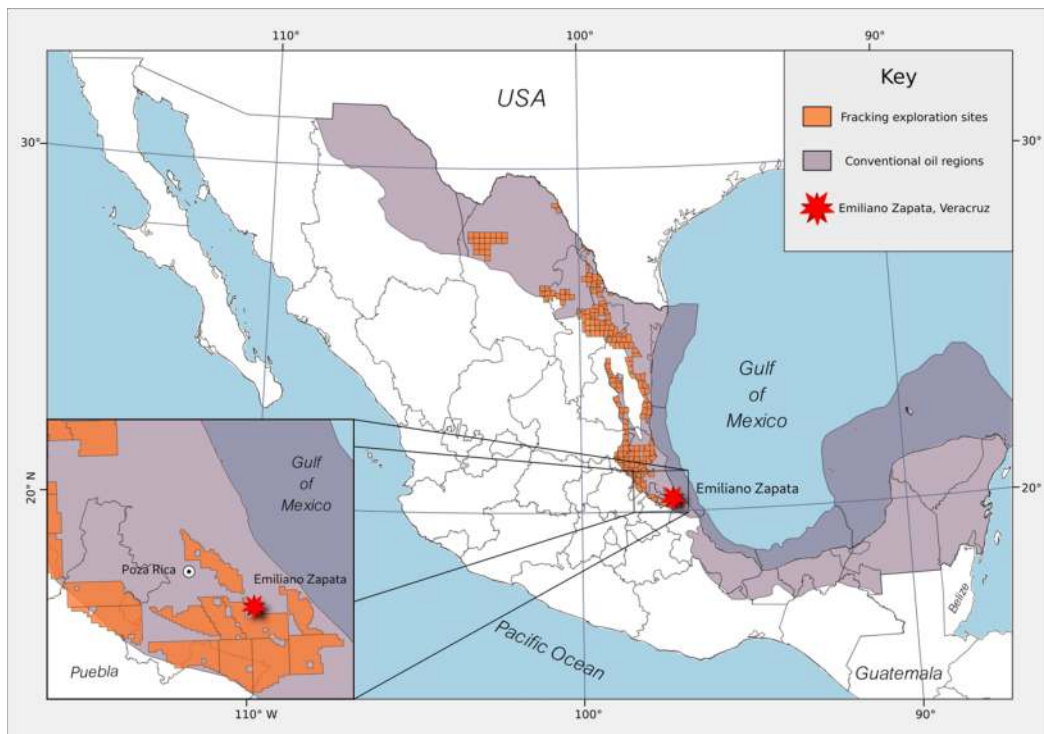 110°
100°
90°
Key
USA
Fracking exploration sites
30°
30°
Conventional oil regions
Emiliano Zapata, Veracruz
Gulf
of
Mexico
Gulf
of
Mexico
20° N
Emiliano Zapata
20°
Poza Rica
Emiliano Zapata
Belize
Pacific Ocean
Puebla
Guatemala
110° W
100°
90°